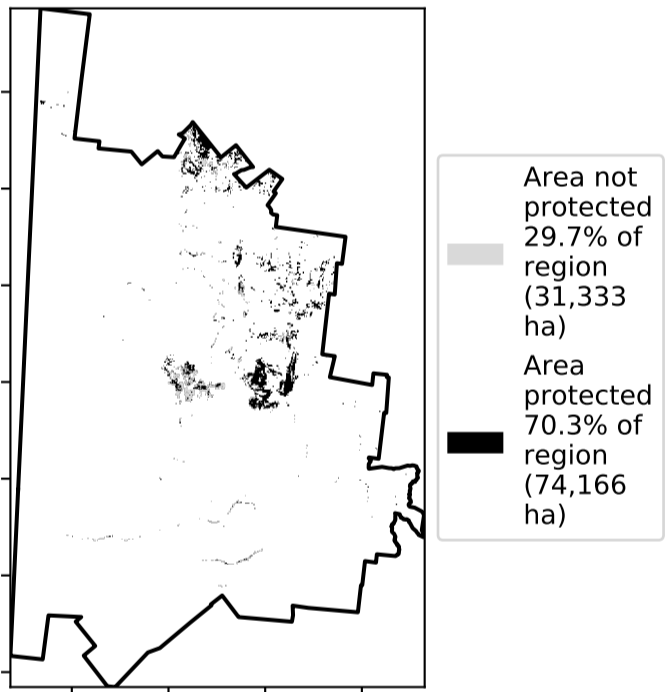 Area not
protected
29.7% of
region
(31,333
ha)
Area
protected
70.3% of
region
(74,166
ha)